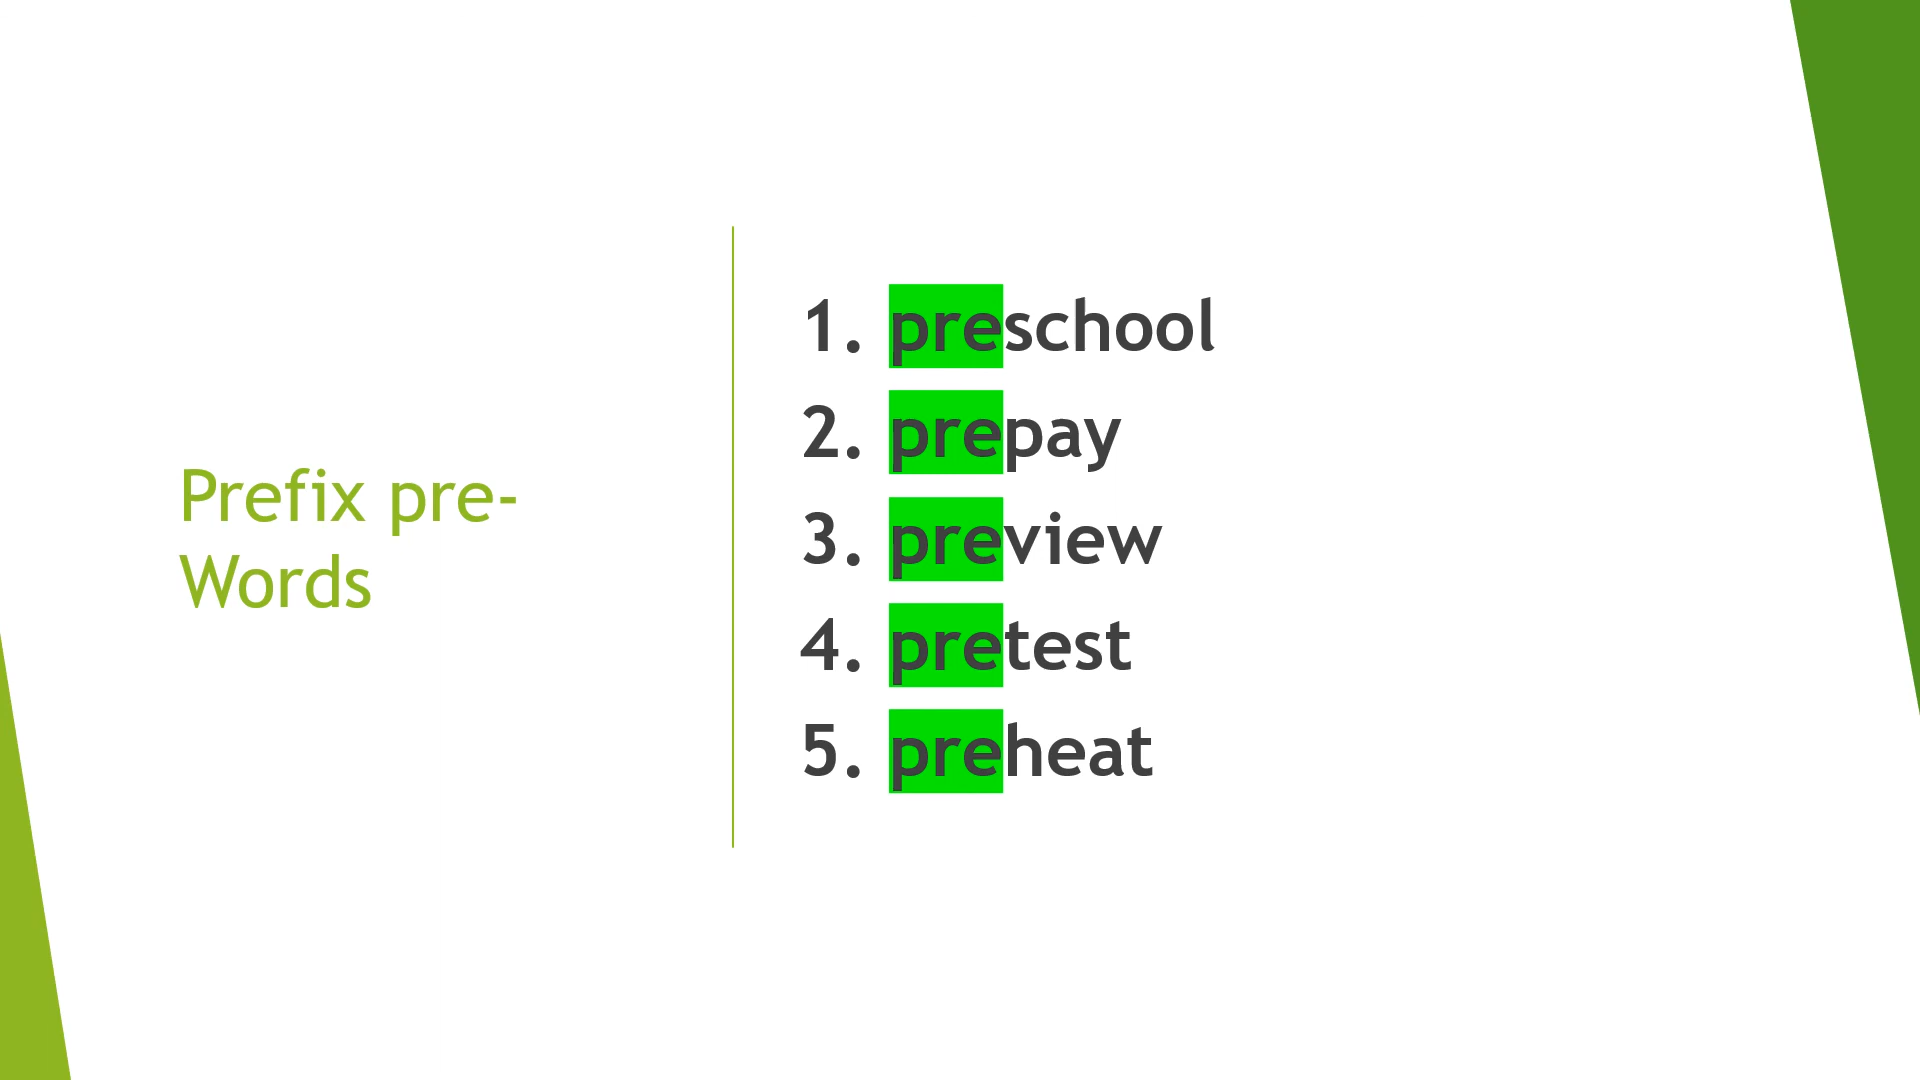 Prefix pre-
Words
1. preschool
2. prepay
3. preview
4. pretest
5. preheat